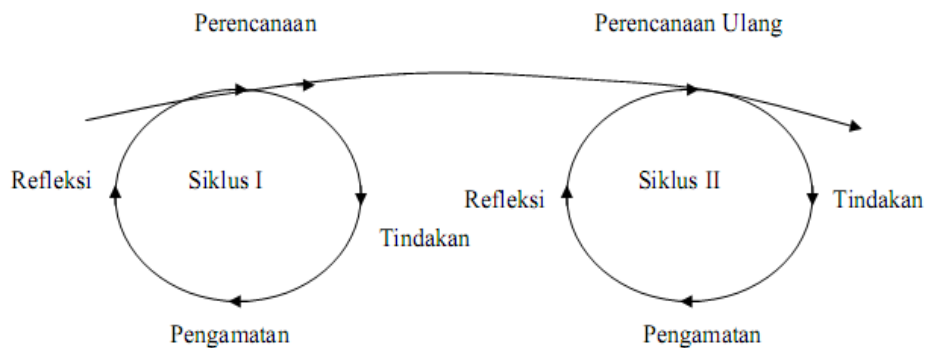 Perencanaan
Perencanaan Ulang
Refleksi
Siklus I
Tindakan
Pengamatan
Refleksi
Siklus II
Tindakan
Pengamatan